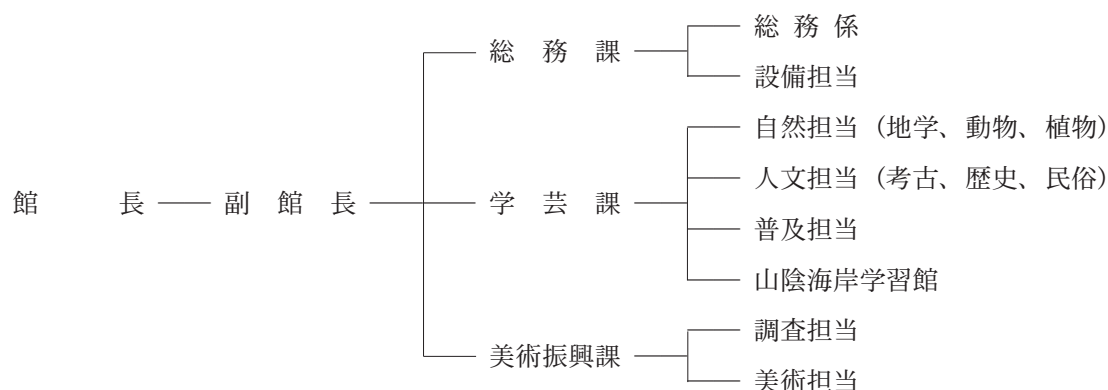 総務係
総務課
設備担当
自然担当（地学、動物、植物）
人文担当（考古、歴史、民俗）
館長
副館長
学芸課
普及担当
山陰海岸学習館
調査担当
美術振興課
美術担当